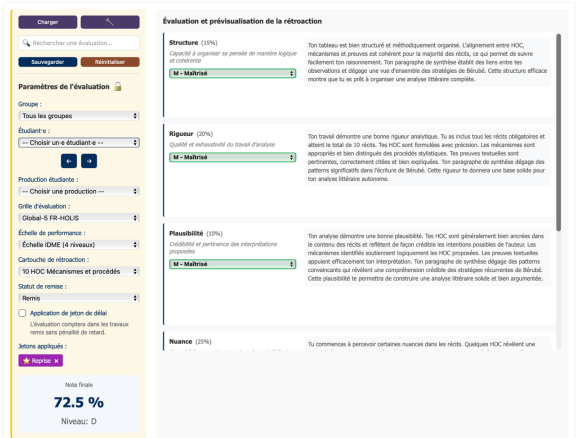 Charger
Rechercher une évaluation...
Sauvegarder
Réinitialiser
Paramètres de l'évaluation
Groupe :
Tous les groupes
Étudiant·e :
-- Choisir un·e étudiant·e --
Production étudiante :
-- Choisir une production --
Grille d'évaluation :
Global-5 FR-HOLIS
Échelle de performance :
Échelle IDME (4 niveaux)
Cartouche de rétroaction :
10 HOC Mécanismes et procédés
Statut de remise :
Remis
Application de jeton de délai
L'évaluation comptera dans les travaux
remis sans pénalité de retard.
Jetons appliqués :
Reprise ×
Note finale
72.5 %
Niveau: D
Évaluation et prévisualisation de la rétroaction
Structure (15%)
Capacité à organiser sa pensée de manière logique
et cohérente
M - Maîtrisé
Ton tableau est bien structuré et méthodiquement organisé. L'alignement entre HOC,
mécanismes et preuves est cohérent pour la majorité des récits, ce qui permet de suivre
facilement ton raisonnement. Ton paragraphe de synthèse établit des liens entre tes
observations et dégage une vue d'ensemble des stratégies de Bérubé. Cette structure efficace
montre que tu es prêt à organiser une analyse littéraire complète.
Rigueur (20%)
Qualité et exhaustivité du travail d'analyse
M - Maîtrisé
Ton travail démontre une bonne rigueur analytique. Tu as inclus tous les récits obligatoires et
atteint le total de 10 récits. Tes HOC sont formulées avec précision. Les mécanismes sont
appropriés et bien distingués des procédés stylistiques. Tes preuves textuelles sont
pertinentes, correctement citées et bien expliquées. Ton paragraphe de synthèse dégage des
patterns significatifs dans l'écriture de Bérubé. Cette rigueur te donnera une base solide pour
ton analyse littéraire autonome.
Plausibilité (10%)
Crédibilité et pertinence des interprétations
proposées
M - Maîtrisé
Ton analyse démontre une bonne plausibilité. Tes HOC sont généralement bien ancrées dans
le contenu des récits et reflètent de façon crédible les intentions possibles de l'auteur. Les
mécanismes identifiés soutiennent logiquement les HOC proposées. Les preuves textuelles
appuient efficacement ton interprétation. Ton paragraphe de synthèse dégage des patterns
convaincants qui révèlent une compréhension crédible des stratégies récurrentes de Bérubé.
Cette plausibilité te permettra de construire une analyse littéraire solide et bien argumentée.
Nuance (25%)
Tu commences à percevoir certaines nuances dans les récits. Quelques HOC révèlent une